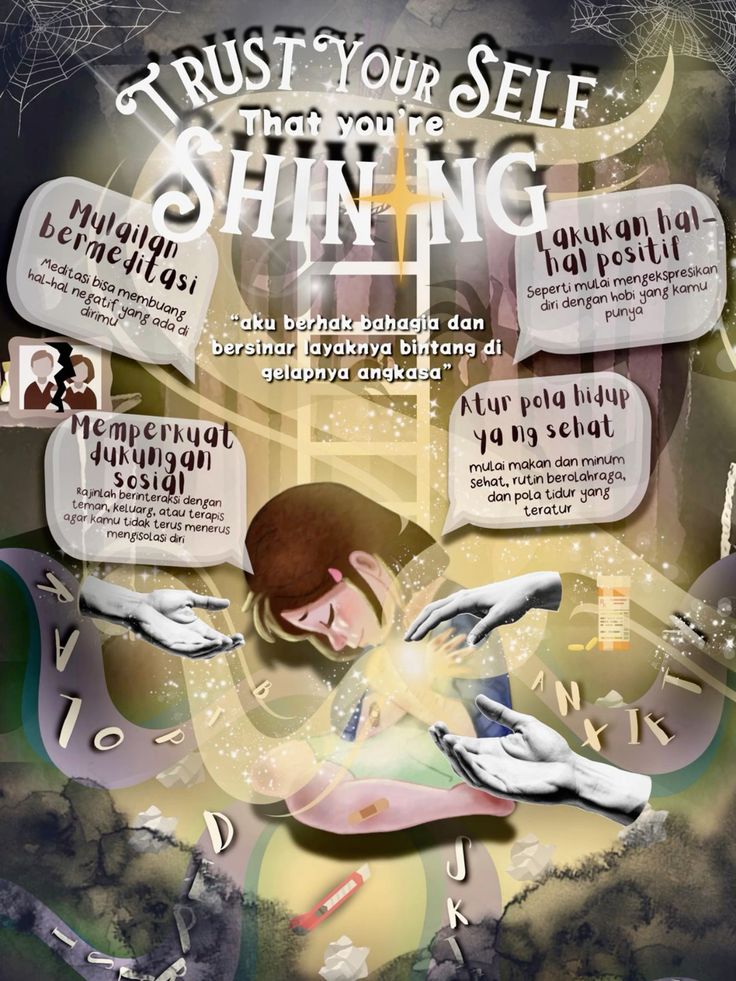 TRUST YOUR SELF
That you're
SHINING
Mulailah
bermeditasi
Meditasi bisa membuang
hal-hal negatif yang ada di
dirimu
Lakukan hal-
hal positif
Seperti mulai mengekspresikan
diri dengan hobi yang kamu
punya
"aku berhak bahagia dan
bersinar layaknya bintang di
gelapnya angkasa"
Memperkuat
dukungan
sosial
Rajinlah berinteraksi dengan
teman, keluarg, atau terapis
agar kamu tidak terus menerus
mengisolasi diri
Atur pola hidup
yang sehat
mulai makan dan minum
sehat, rutin berolahraga,
dan pola tidur yang
teratur
BIPOLAR
ANXIETY
DEP
SK